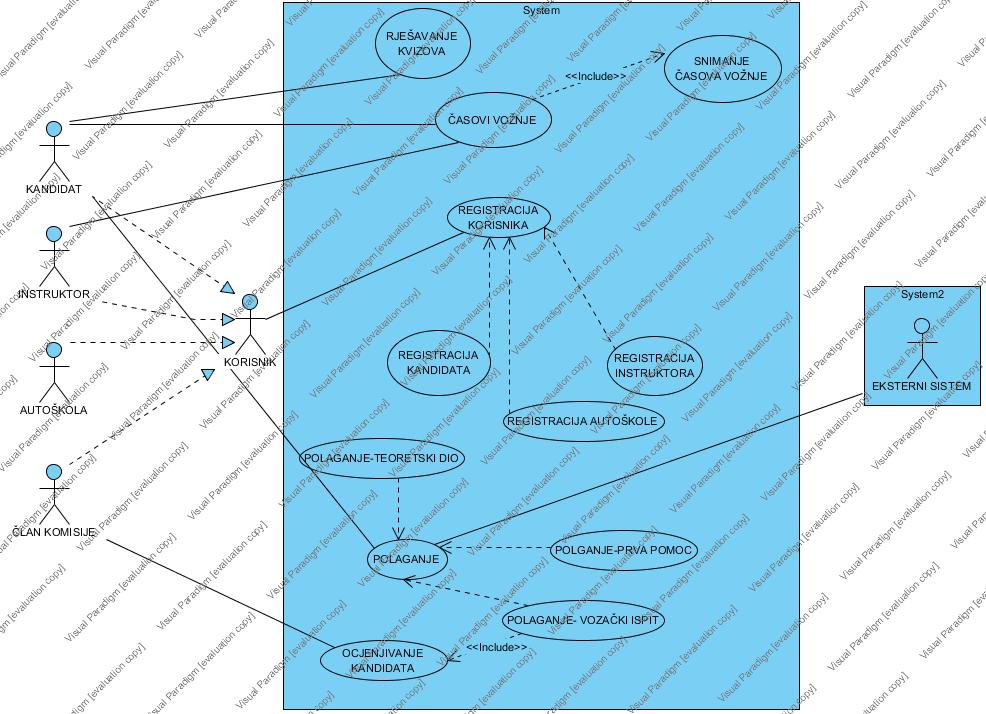 System
RJEŠAVANJE
KVIZOVA
<<Include>>
SNIMANJE
ČASOVA VOŽNJE
ČASOVI VOŽNJE
KANDIDAT
REGISTRACIJA
KORISNIKA
INSTRUKTOR
System2
KORISNIK
REGISTRACIJA
KANDIDATA
REGISTRACIJA
INSTRUKTORA
EKSTERNI SISTEM
AUTOŠKOLA
REGISTRACIJA AUTOŠKOLE
POLAGANJE-TEORETSKI DIO
ČLAN KOMISIJE
POLAGANJE
POLGANJE-PRVA POMOC
POLAGANJE- VOZAČKI ISPIT
<<Include>>
OCJENJIVANJE
KANDIDATA
Visual Paradigm [evaluation copy]